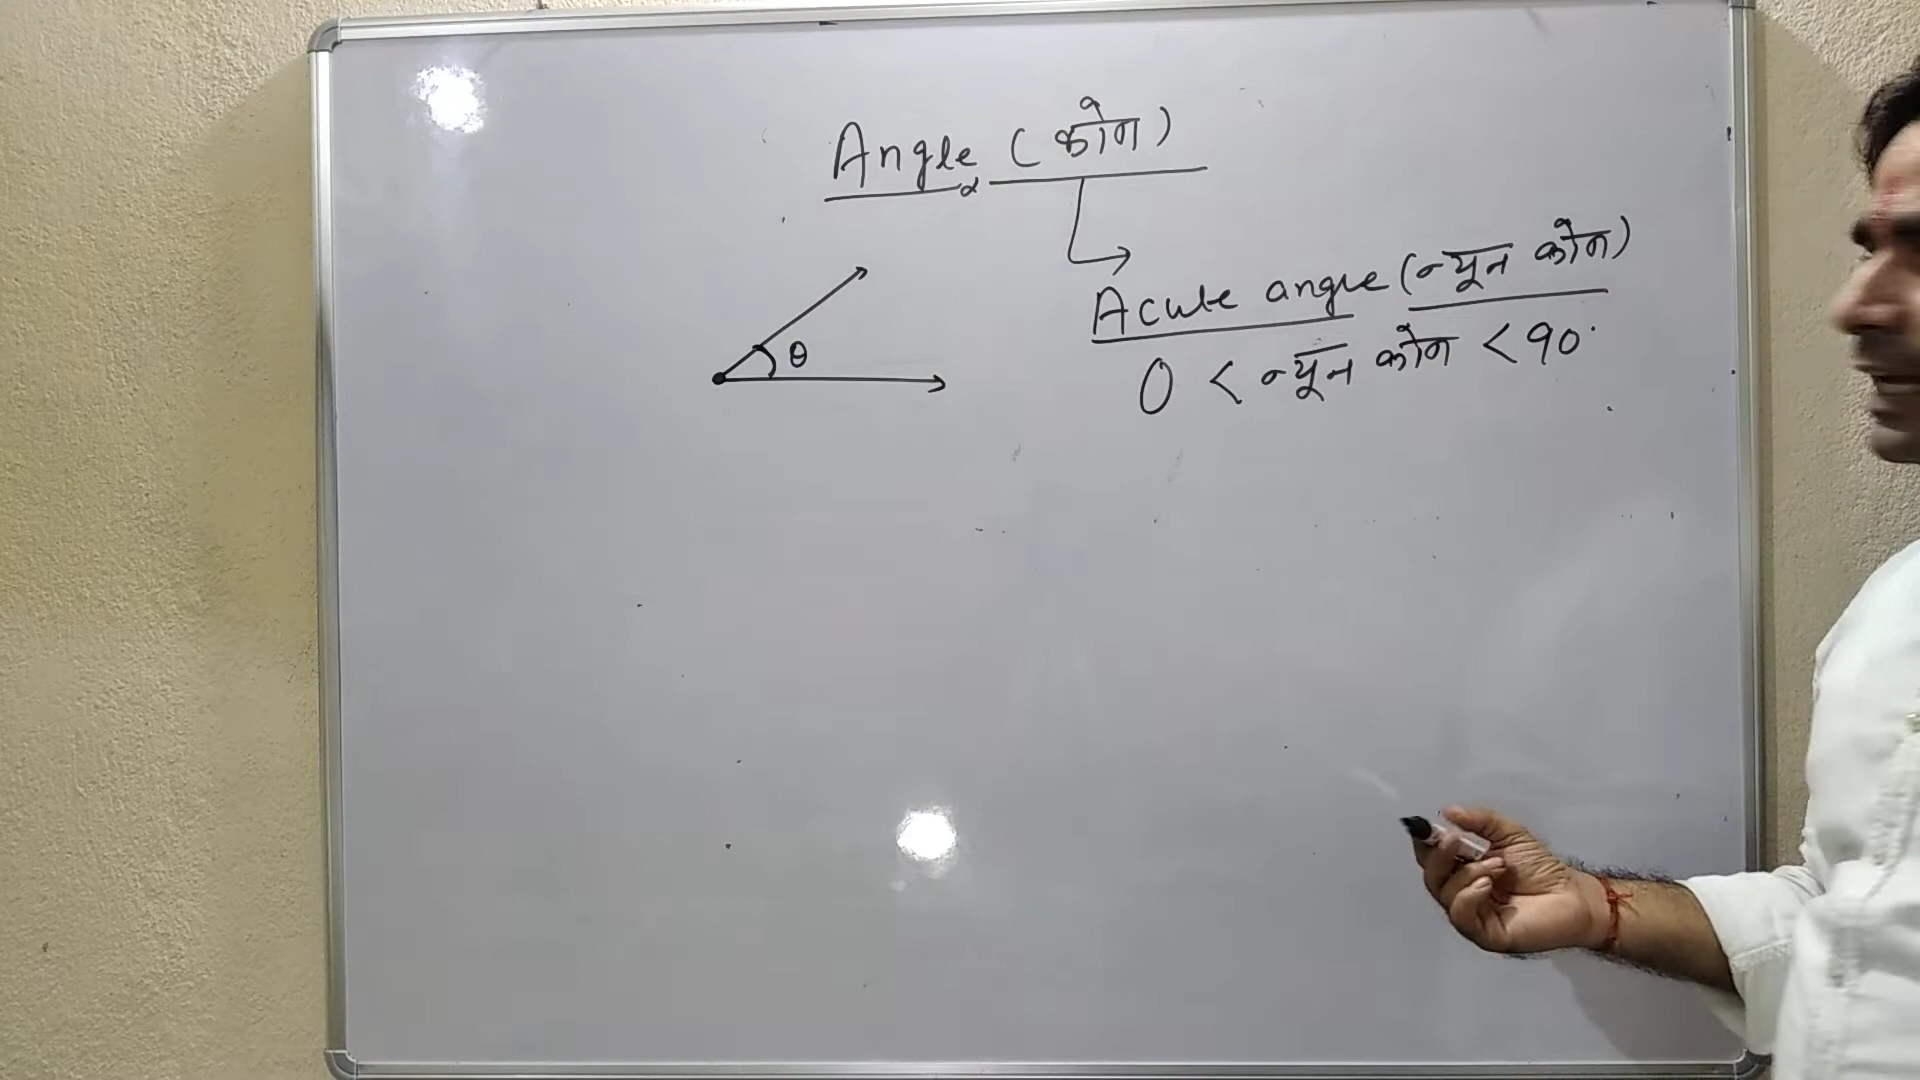 Angle (कोण)
θ
Acute angle (न्यून कोण)
0 < न्यून कोण < 90°